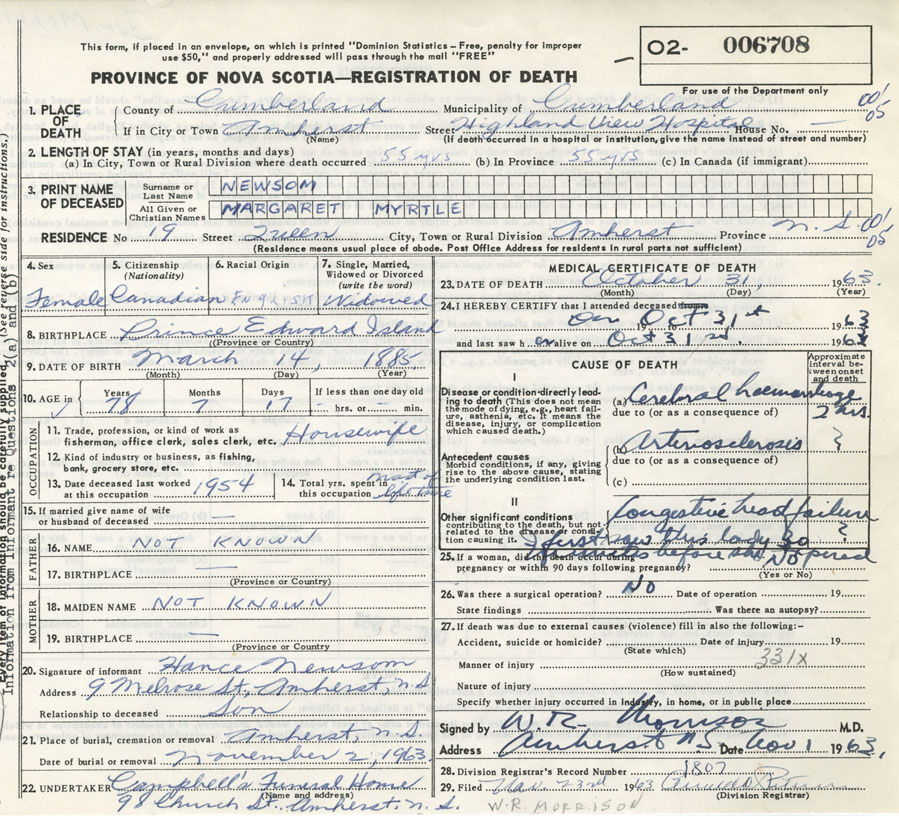 This form, if placed in an envelope, on which is printed "Dominion Statistics – Free, penalty for improper
use $50," and properly addressed will pass through the mail "FREE"
O2- 006708
For use of the Department only
PROVINCE OF NOVA SCOTIA—REGISTRATION OF DEATH
1. PLACE OF DEATH
County of Cumberland Municipality of Cumberland
If in City or Town Amherst Street Highland View Hospital House No. —
(Name) (If death occurred in a hospital or institution, give the name instead of street and number)
00'
05
2. LENGTH OF STAY (in years, months and days)
(a) In City, Town or Rural Division where death occurred 55 yrs (b) In Province 55 yrs (c) In Canada (if immigrant)
3. PRINT NAME OF DECEASED
Surname or Last Name NEWSOM
All Given or Christian Names MARGARET MYRTLE
RESIDENCE No 19 Street Queen City, Town or Rural Division Amherst Province N. S.
00'
05
(Residence means usual place of abode. Post Office Address for residents in rural parts not sufficient)
4. Sex Female
5. Citizenship (Nationality) Canadian
6. Racial Origin ENGLISH
7. Single, Married, Widowed or Divorced (write the word) Widowed
8. BIRTHPLACE Prince Edward Island
(Province or Country)
9. DATE OF BIRTH March 14, 1885
(Month) (Day) (Year)
10. AGE in Years 78 Months 7 Days 17 If less than one day old – hrs. or – min.
OCCUPATION
11. Trade, profession, or kind of work as fisherman, office clerk, sales clerk, etc. Housewife
12. Kind of industry or business, as fishing, bank, grocery store, etc.
13. Date deceased last worked at this occupation 1954
14. Total yrs. spent in this occupation most of life time
15. If married give name of wife or husband of deceased —
FATHER
16. NAME NOT KNOWN
17. BIRTHPLACE —
(Province or Country)
MOTHER
18. MAIDEN NAME NOT KNOWN
19. BIRTHPLACE —
(Province or Country)
20. Signature of informant Hance Newsom
Address 9 Melrose St., Amherst, N.S
Relationship to deceased Son
21. Place of burial, cremation or removal Amherst, N.S.
Date of burial or removal November 2, 1963
22. UNDERTAKER Campbell's Funeral Home
(Name and address)
98 Church St. Amherst, N.S.
MEDICAL CERTIFICATE OF DEATH
23. DATE OF DEATH October 31, 1963
(Month) (Day) (Year)
24. I HEREBY CERTIFY that I attended deceased
on Oct 31st 1963
and last saw her alive on Oct 31st, 1963
CAUSE OF DEATH
Approximate interval between onset and death
I
Disease or condition directly leading to death (This does not mean the mode of dying, e.g., heart failure, asthenia, etc. It means the disease, injury, or complication which caused death.)
(a) Cerebral haemorrhage 2 hrs.
due to (or as a consequence of)
Antecedent causes
Morbid conditions, if any, giving rise to the above cause, stating the underlying condition last.
(b) Arteriosclerosis ?
due to (or as a consequence of)
(c)
II
Other significant conditions
contributing to the death, but not related to the disease or condition causing it.
Congestive heart failure ?
I first saw this lady 30
minutes before she expired
25. If a woman, did the death occur during pregnancy or within 90 days following pregnancy? NO
(Yes or No)
26. Was there a surgical operation? NO Date of operation 19
State findings Was there an autopsy?
27. If death was due to external causes (violence) fill in also the following:-
Accident, suicide or homicide? Date of injury 19
(State which)
331X
Manner of injury
(How sustained)
Nature of injury
Specify whether injury occurred in Industry, in home, or in public place
Signed by W.R. Morrison M.D.
Address Amherst NS Date Nov 1 1963.
28. Division Registrar's Record Number 1807
29. Filed Nov. 22nd 1963
(Division Registrar)
W.R. MORRISON